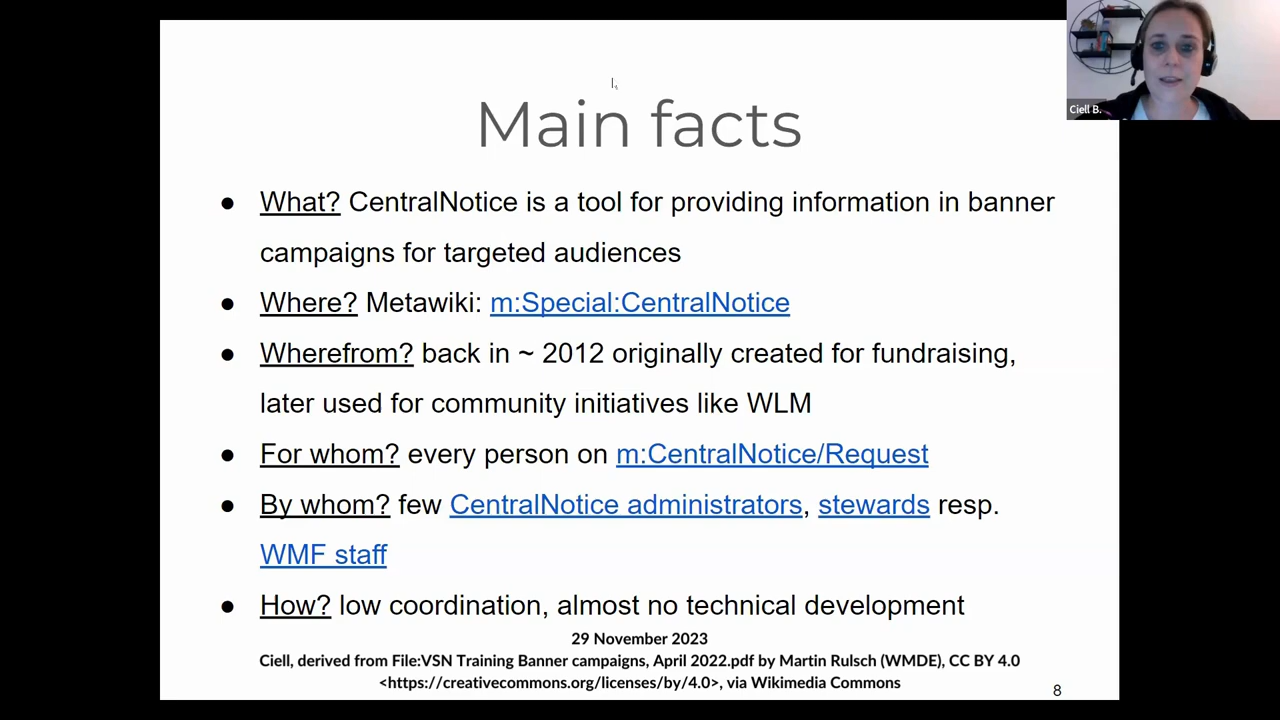 Ciell B.
Main facts
● What? CentralNotice is a tool for providing information in banner
campaigns for targeted audiences
● Where? Metawiki: m:Special:CentralNotice
● Wherefrom? back in ~ 2012 originally created for fundraising,
later used for community initiatives like WLM
● For whom? every person on m:CentralNotice/Request
● By whom? few CentralNotice administrators, stewards resp.
WMF staff
● How? low coordination, almost no technical development
29 November 2023
Ciell, derived from File:VSN Training Banner campaigns, April 2022.pdf by Martin Rulsch (WMDE), CC BY 4.0
<https://creativecommons.org/licenses/by/4.0>, via Wikimedia Commons
8